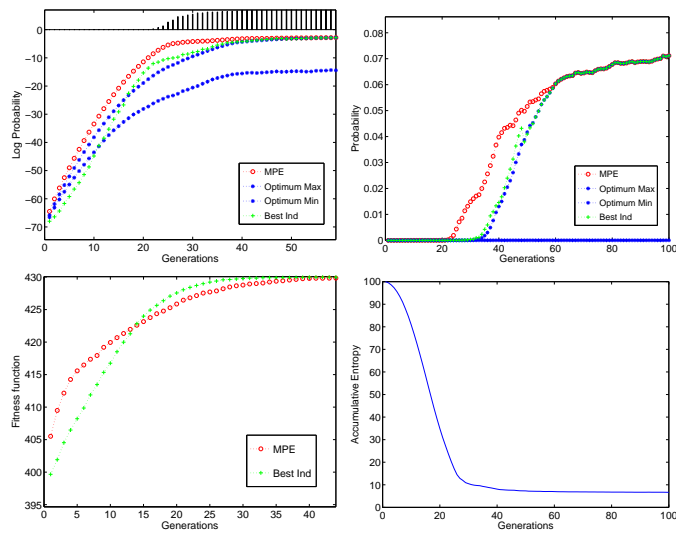 0
−10
−20
−30
−40
−50
−60
−70
Log Probability
0 10 20 30 40 50
Generations
MPE
Optimum Max
Optimum Min
Best Ind
0.08
0.07
0.06
0.05
0.04
0.03
0.02
0.01
0
Probability
0 20 40 60 80 100
Generations
MPE
Optimum Max
Optimum Min
Best Ind
430
425
420
415
410
405
400
395
Fitness function
0 5 10 15 20 25 30 35 40
Generations
MPE
Best Ind
100
90
80
70
60
50
40
30
20
10
0
Accumulative Entropy
0 20 40 60 80 100
Generations